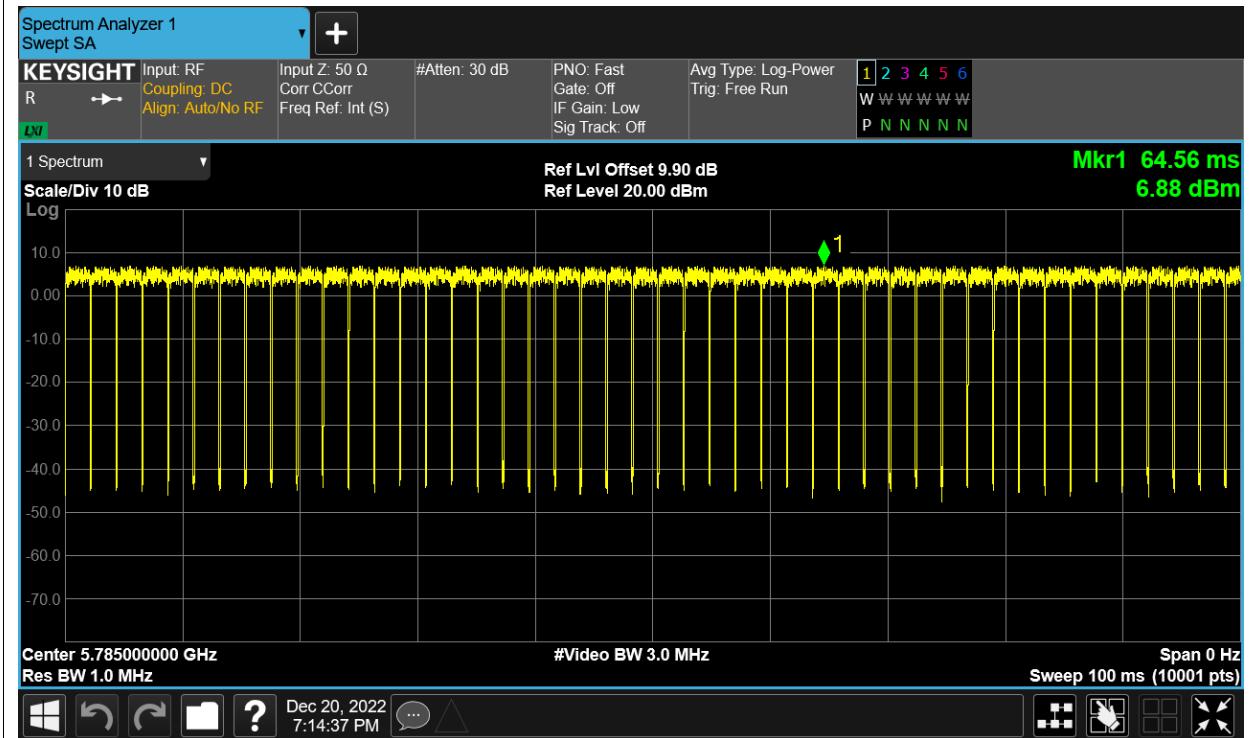 Spectrum Analyzer 1
Swept SA
KEYSIGHT
R
LXI
Input: RF
Coupling: DC
Align: Auto/No RF
Input Z: 50 Ω
Corr CCorr
Freq Ref: Int (S)
#Atten: 30 dB
PNO: Fast
Gate: Off
IF Gain: Low
Sig Track: Off
Avg Type: Log-Power
Trig: Free Run
1 2 3 4 5 6
W W W W W W
P N N N N N
1 Spectrum
Scale/Div 10 dB
Log
Ref Lvl Offset 9.90 dB
Ref Level 20.00 dBm
Mkr1 64.56 ms
6.88 dBm
1
10.0
0.00
-10.0
-20.0
-30.0
-40.0
-50.0
-60.0
-70.0
Center 5.785000000 GHz
Res BW 1.0 MHz
#Video BW 3.0 MHz
Span 0 Hz
Sweep 100 ms (10001 pts)
?
Dec 20, 2022
7:14:37 PM